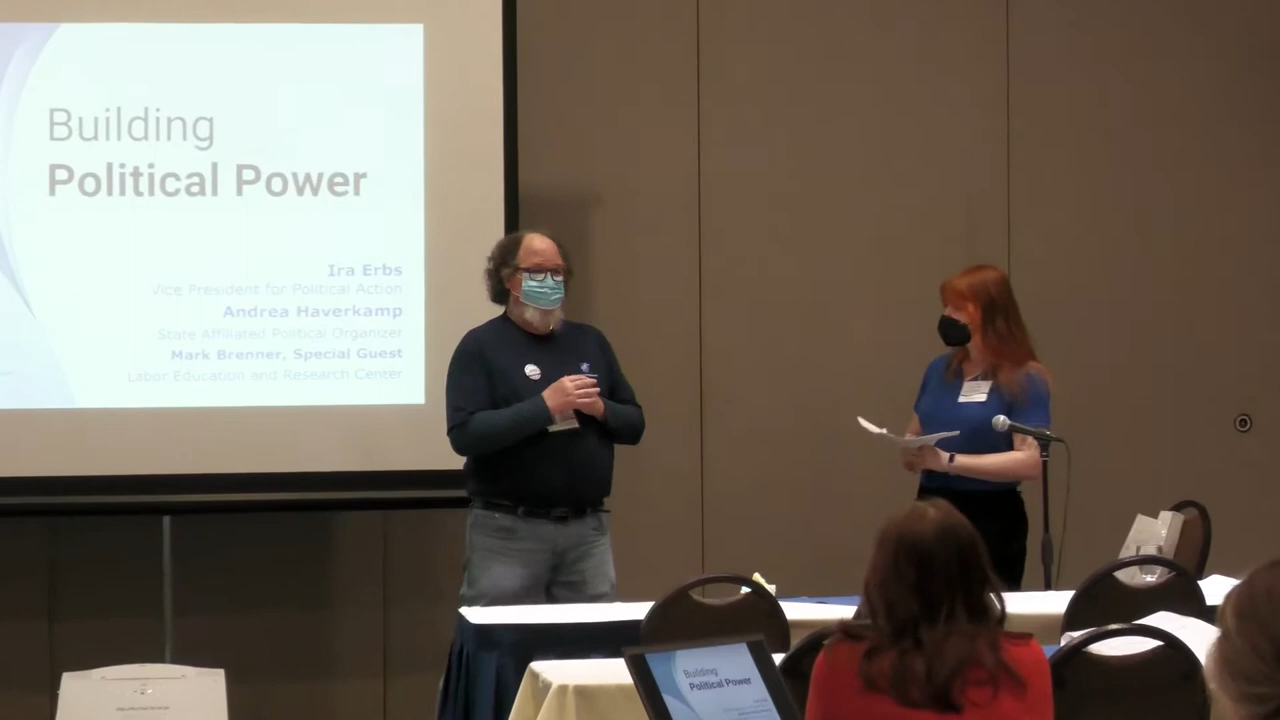 Building
Political Power
Ira Erbs
Vice President for Political Action
Andrea Haverkamp
State Affiliated Political Organizer
Mark Brenner, Special Guest
Labor Education and Research Center
Building
Political Power